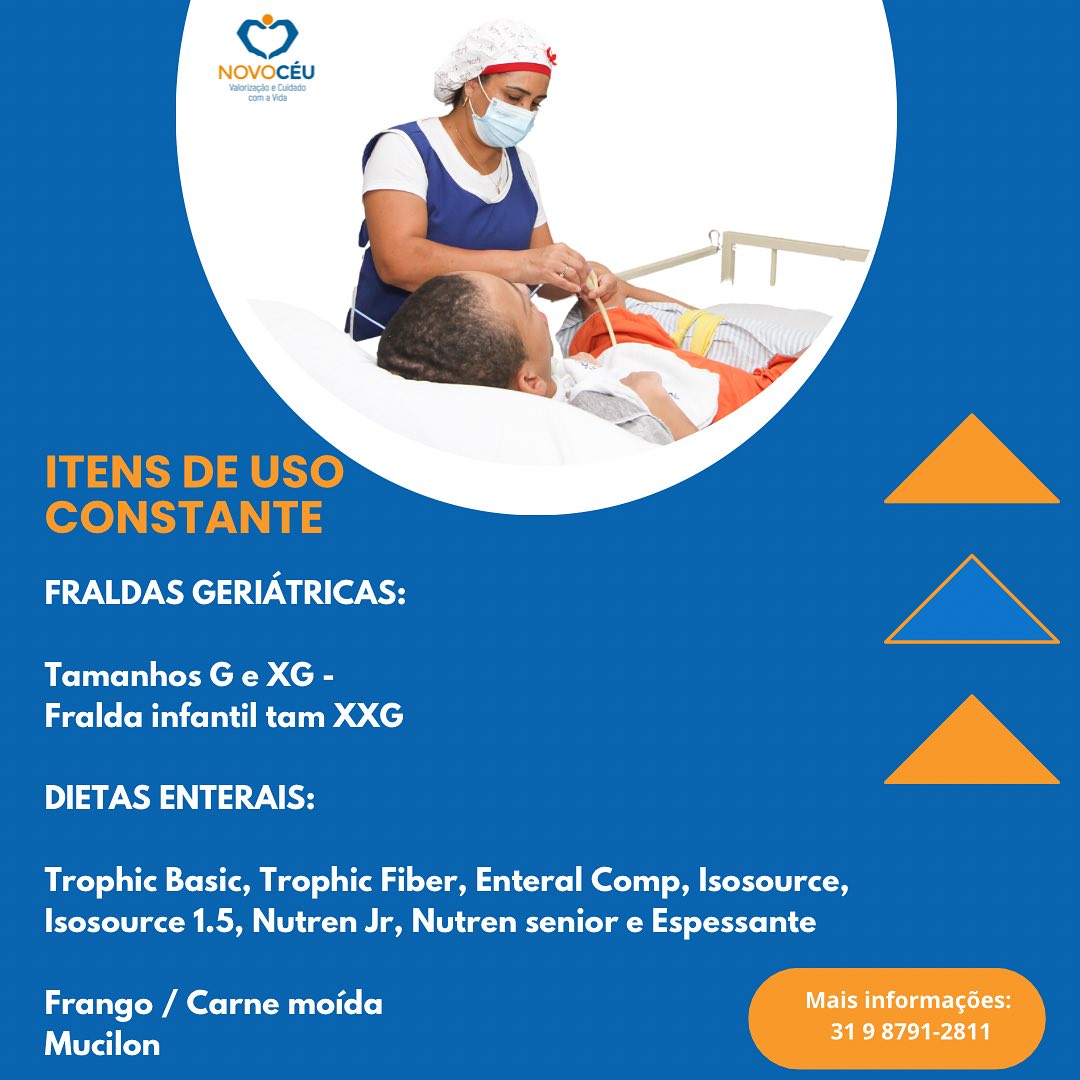 NOVOCÉU
Valorização e Cuidado
com a Vida
ITENS DE USO
CONSTANTE
FRALDAS GERIÁTRICAS:
Tamanhos G e XG -
Fralda infantil tam XXG
DIETAS ENTERAIS:
Trophic Basic, Trophic Fiber, Enteral Comp, Isosource,
Isosource 1.5, Nutren Jr, Nutren senior e Espessante
Frango / Carne moída
Mucilon
Mais informações:
31 9 8791-2811